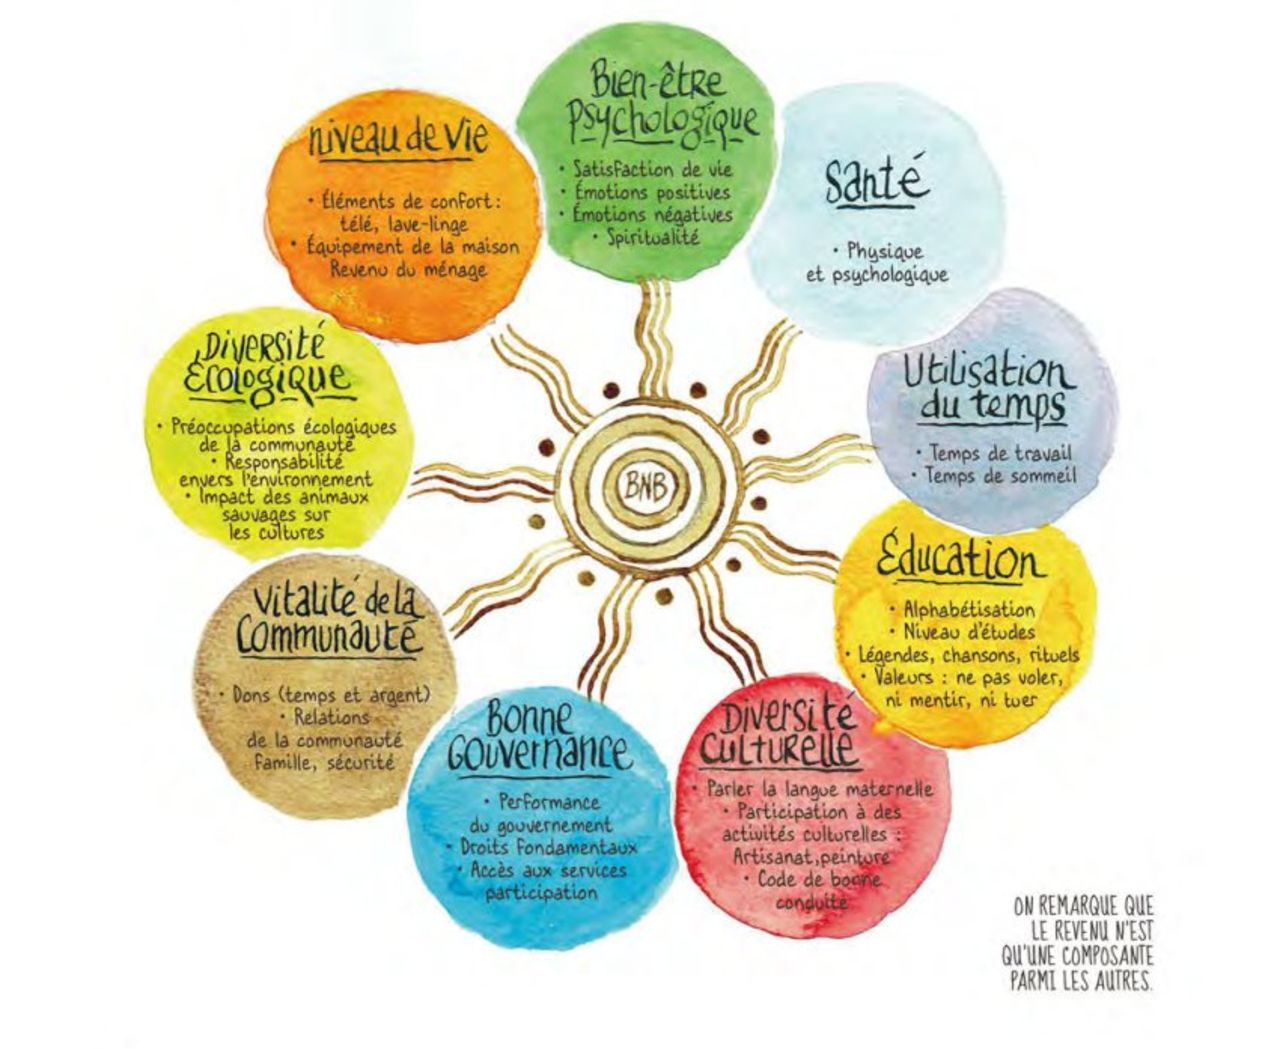 Bien-être
Psychologique
• Satisfaction de vie
• Émotions positives
• Émotions négatives
• Spiritualité
Santé
• Physique
et psychologique
Utilisation
du temps
• Temps de travail
• Temps de sommeil
Éducation
• Alphabétisation
• Niveau d'études
• Légendes, chansons, rituels
• Valeurs : ne pas voler,
ni mentir, ni tuer
Diversité
Culturelle
• Parler la langue maternelle
• Participation à des
activités culturelles :
Artisanat, peinture
• Code de bonne
conduite
Bonne
Gouvernance
• Performance
du gouvernement
• Droits fondamentaux
• Accès aux services
participation
Vitalité de la
Communauté
• Dons (temps et argent)
• Relations
de la communauté
Famille, sécurité
Diversité
Écologique
• Préoccupations écologiques
de la communauté
• Responsabilité
envers l'environnement
• Impact des animaux
sauvages sur
les cultures
Niveau de vie
• Éléments de confort :
télé, lave-linge
• Équipement de la maison
Revenu du ménage
BNB
ON REMARQUE QUE
LE REVENU N'EST
QU'UNE COMPOSANTE
PARMI LES AUTRES.